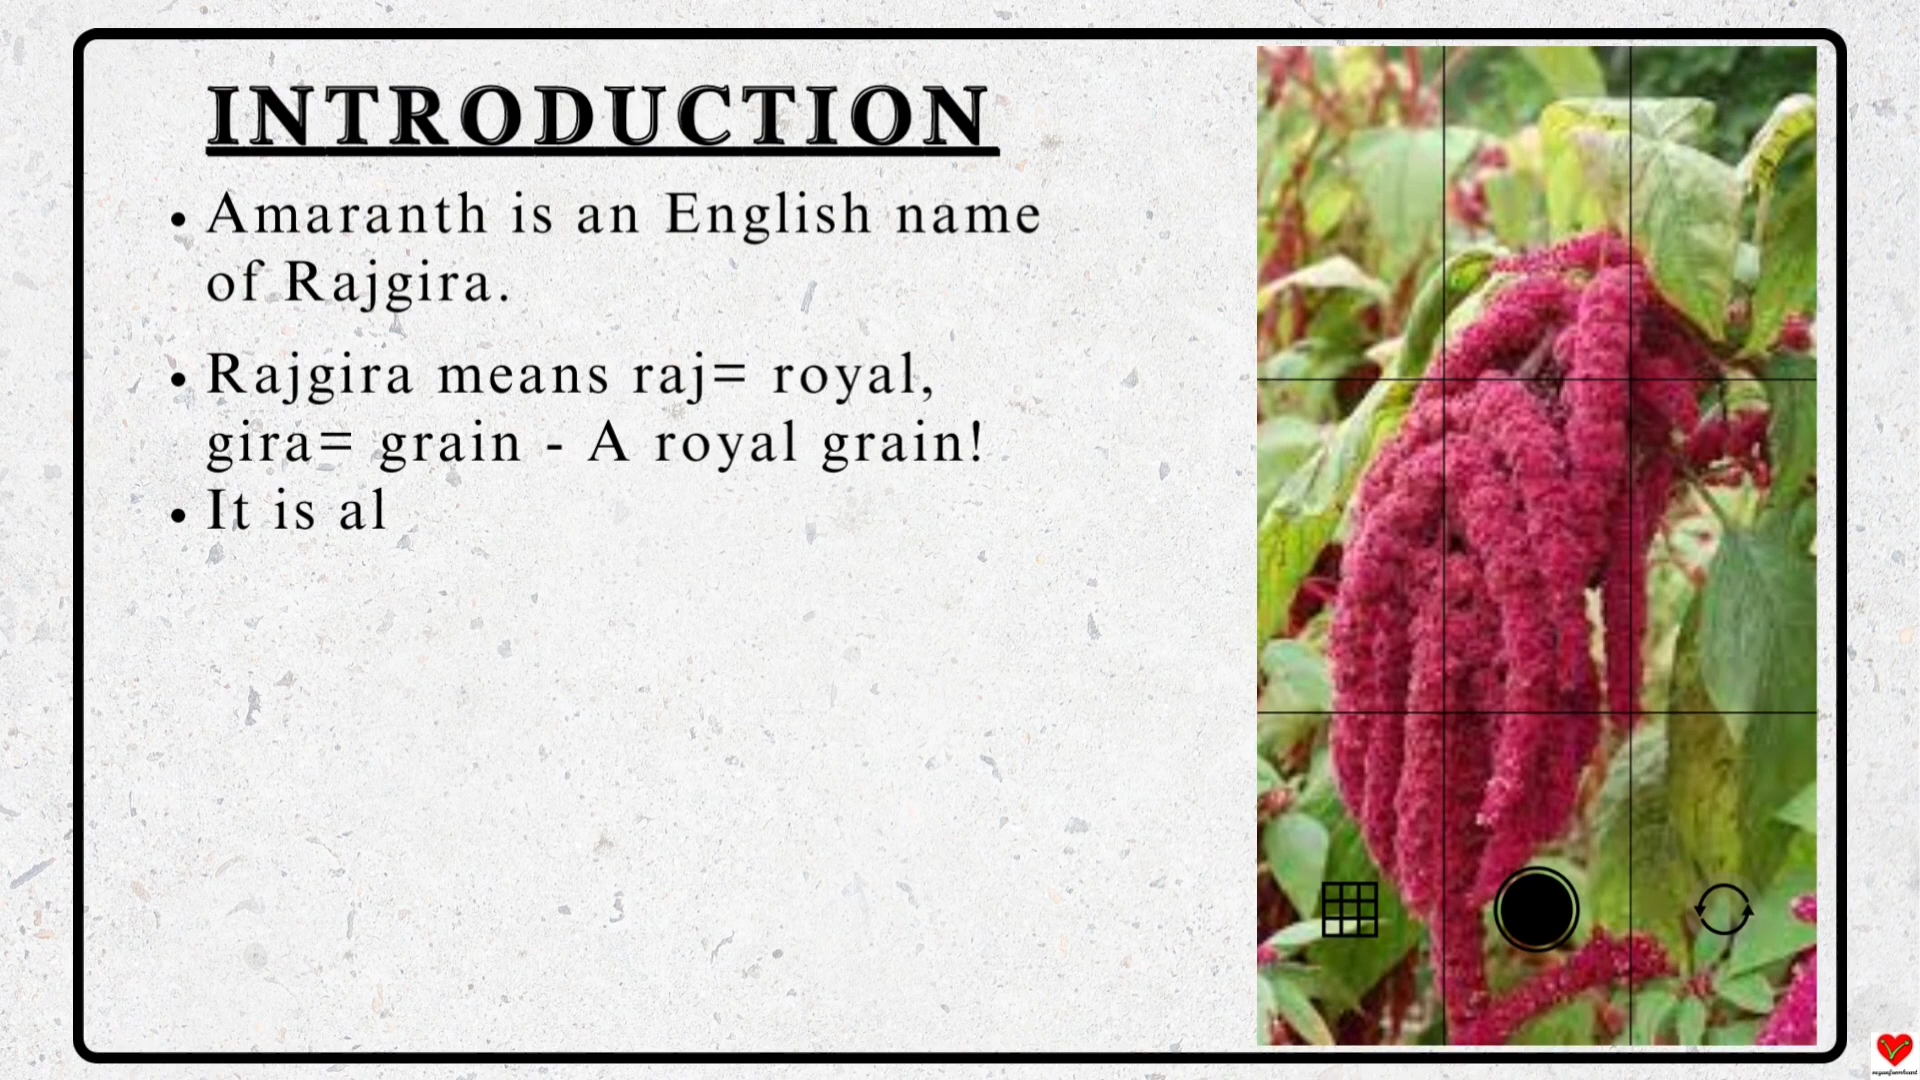 INTRODUCTION
• Amaranth is an English name
of Rajgira.
• Rajgira means raj= royal,
gira= grain - A royal grain!
• It is al